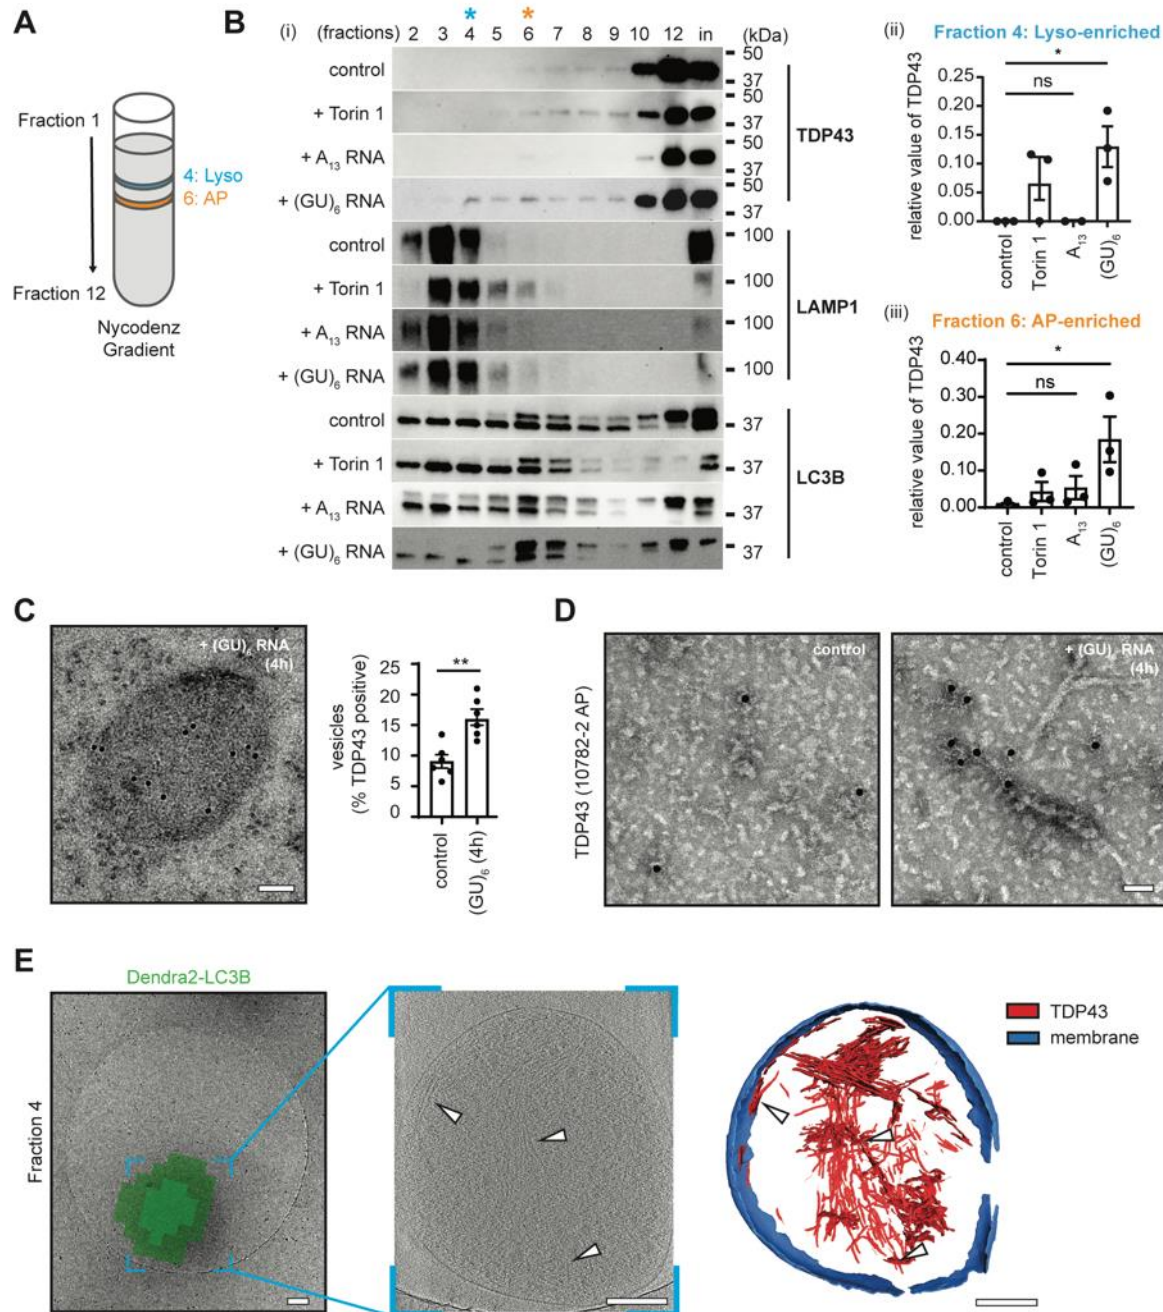 A
Fraction 1
4: Lyso
6: AP
Fraction 12
Nycodenz
Gradient
B
(i) (fractions) 2 3 4 5 6 7 8 9 10 12 in (kDa)
* *
control
+ Torin 1
+ A13 RNA
+ (GU)6 RNA
50
37
50
37
50
37
50
37
TDP43
control
+ Torin 1
+ A13 RNA
+ (GU)6 RNA
100
100
100
100
LAMP1
control
+ Torin 1
+ A13 RNA
+ (GU)6 RNA
37
37
37
37
LC3B
(ii) Fraction 4: Lyso-enriched
relative value of TDP43
0.25
0.20
0.15
0.10
0.05
0.00
*
ns
control
Torin 1
A13
(GU)6
(iii) Fraction 6: AP-enriched
relative value of TDP43
0.40
0.30
0.20
0.10
0.00
*
ns
control
Torin 1
A13
(GU)6
C
+ (GU)6 RNA
(4h)
vesicles
(% TDP43 positive)
25
20
15
10
5
0
**
control
(GU)6 (4h)
D
TDP43 (10782-2 AP)
control
+ (GU)6 RNA
(4h)
E
Dendra2-LC3B
Fraction 4
TDP43
membrane